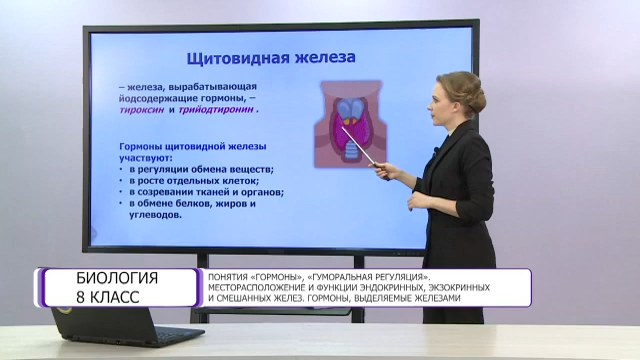 Щитовидная железа
– железа, вырабатывающая
йодсодержащие гормоны, –
тироксин и трийодтиронин .
Гормоны щитовидной железы
участвуют:
• в регуляции обмена веществ;
• в росте отдельных клеток;
• в созревании тканей и органов;
• в обмене белков, жиров и
углеводов.
БИОЛОГИЯ
8 КЛАСС
ПОНЯТИЯ «ГОРМОНЫ», «ГУМОРАЛЬНАЯ РЕГУЛЯЦИЯ».
МЕСТОРАСПОЛОЖЕНИЕ И ФУНКЦИИ ЭНДОКРИННЫХ, ЭКЗОКРИННЫХ
И СМЕШАННЫХ ЖЕЛЕЗ. ГОРМОНЫ, ВЫДЕЛЯЕМЫЕ ЖЕЛЕЗАМИ